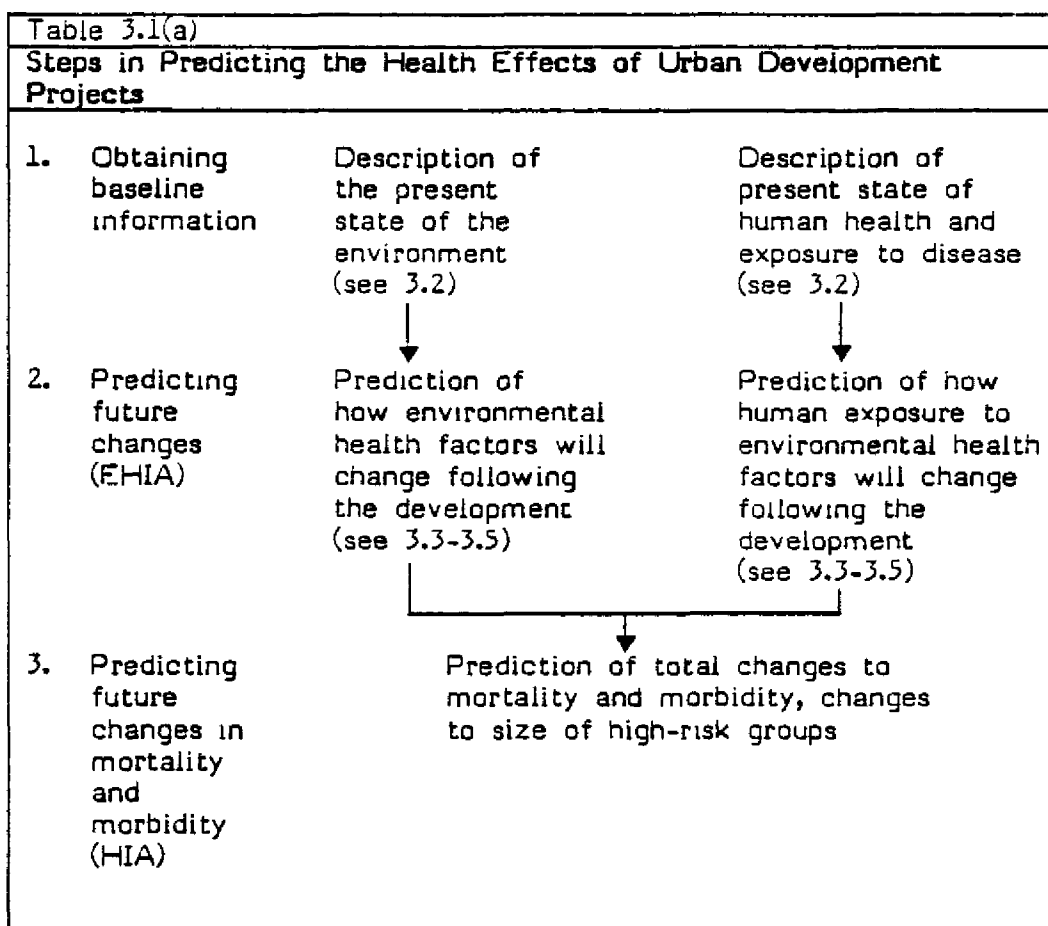 Table 3.1(a)
Steps in Predicting the Health Effects of Urban Development
Projects
1. Obtaining
baseline
information
Description of
the present
state of the
environment
(see 3.2)
Description of
present state of
human health and
exposure to disease
(see 3.2)
2. Predicting
future
changes
(EHIA)
Prediction of
how environmental
health factors will
change following
the development
(see 3.3-3.5)
Prediction of how
human exposure to
environmental health
factors will change
following the
development
(see 3.3-3.5)
3. Predicting
future
changes in
mortality
and
morbidity
(HIA)
Prediction of total changes to
mortality and morbidity, changes
to size of high-risk groups